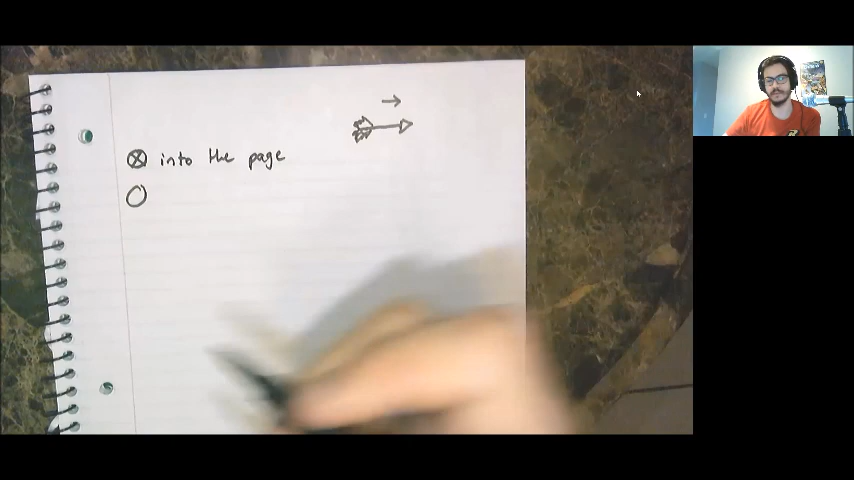 ⓧ into the page